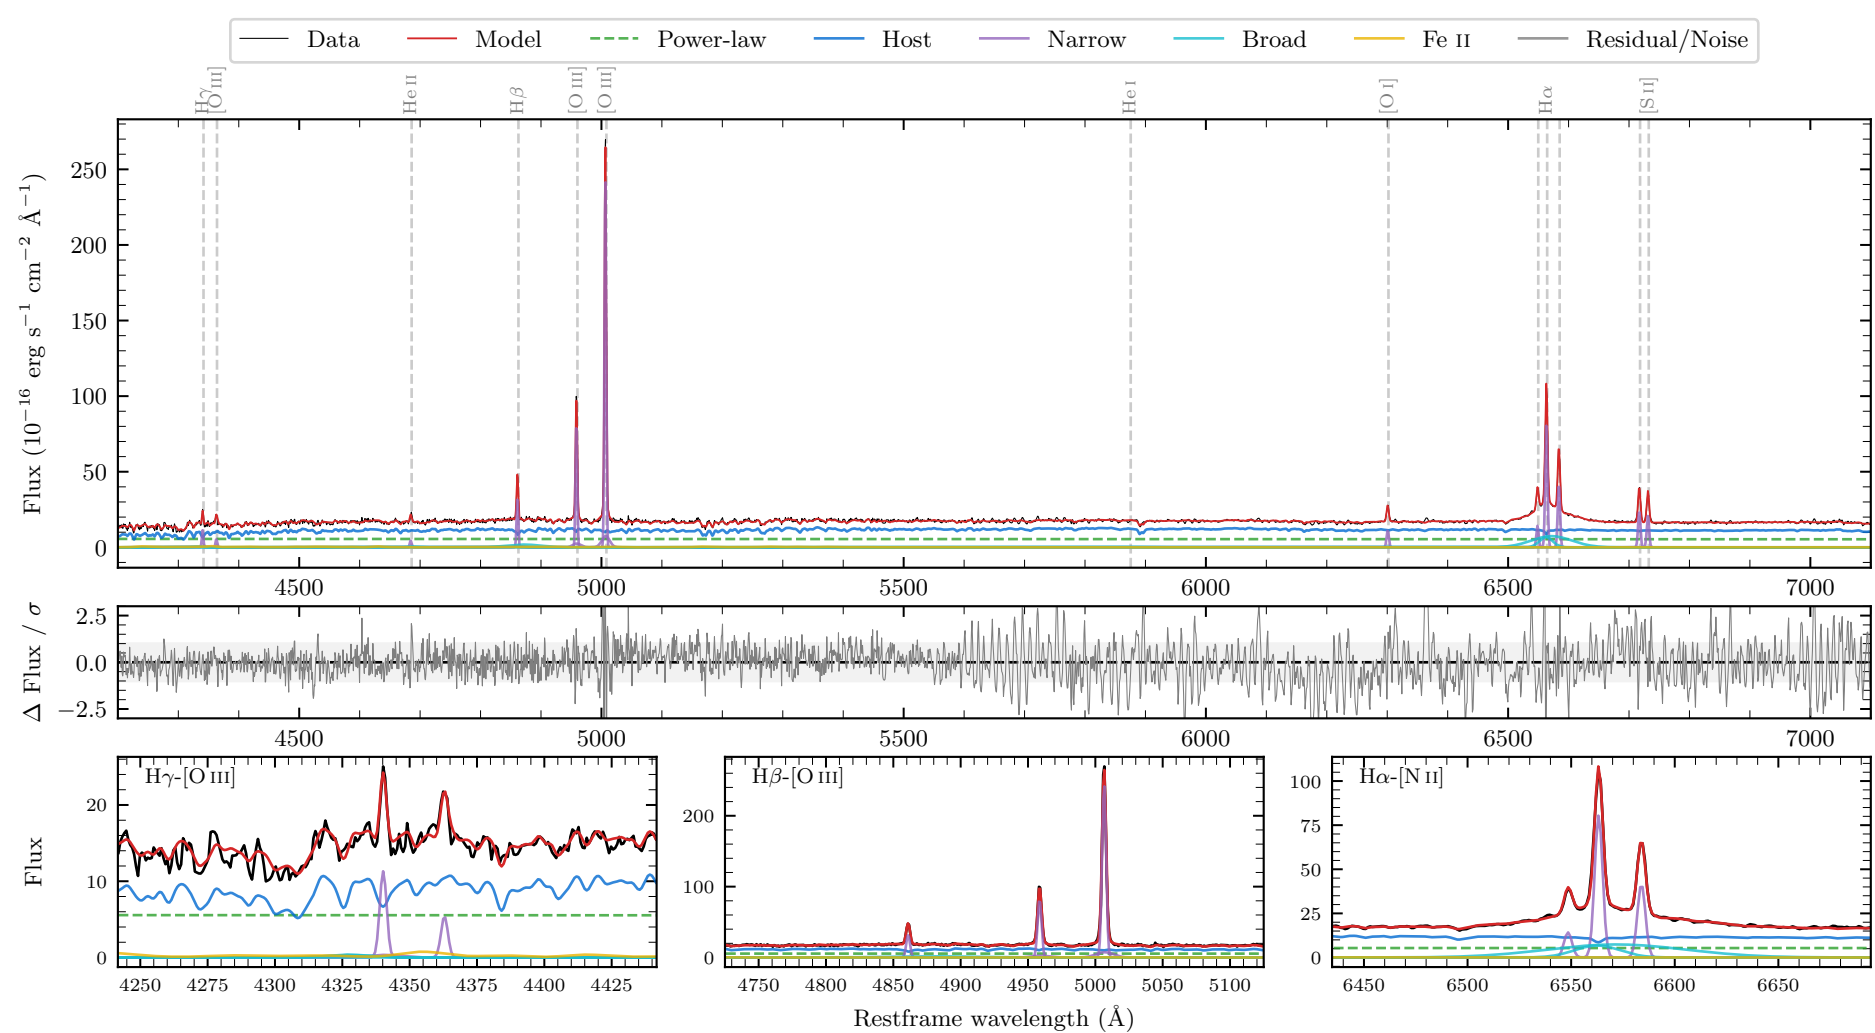 Data Model Power-law Host Narrow Broad Fe II Residual/Noise
Hγ [O III] He II Hβ [O III] [O III] He I [O I] Hα [S II]
Flux (10⁻¹⁶ erg s⁻¹ cm⁻² Å⁻¹)
250
200
150
100
50
0
4500 5000 5500 6000 6500 7000
Δ Flux / σ
2.5
0.0
−2.5
4500 5000 5500 6000 6500 7000
Flux
Hγ-[O III]
20
10
0
4250 4275 4300 4325 4350 4375 4400 4425
Hβ-[O III]
200
100
0
4750 4800 4850 4900 4950 5000 5050 5100
Hα-[N II]
100
75
50
25
0
6450 6500 6550 6600 6650
Restframe wavelength (Å)